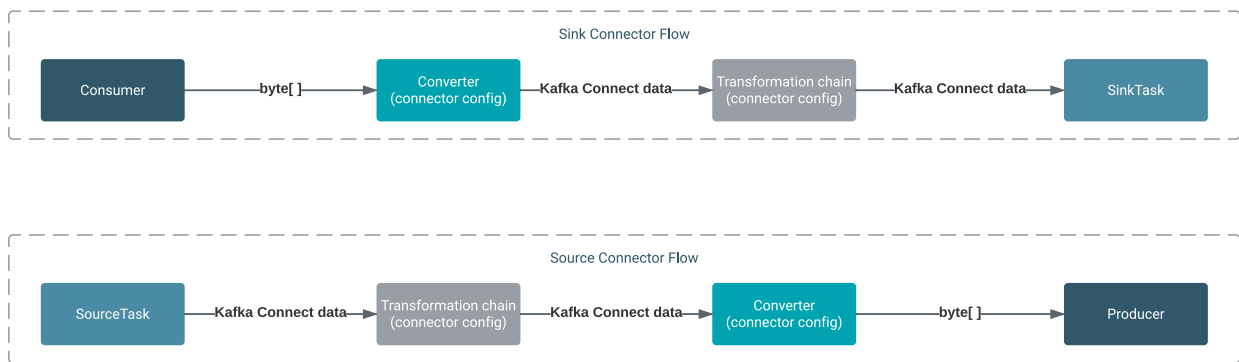 Sink Connector Flow
Consumer
byte[ ]
Converter
(connector config)
Kafka Connect data
Transformation chain
(connector config)
Kafka Connect data
SinkTask
Source Connector Flow
SourceTask
Kafka Connect data
Transformation chain
(connector config)
Kafka Connect data
Converter
(connector config)
byte[ ]
Producer